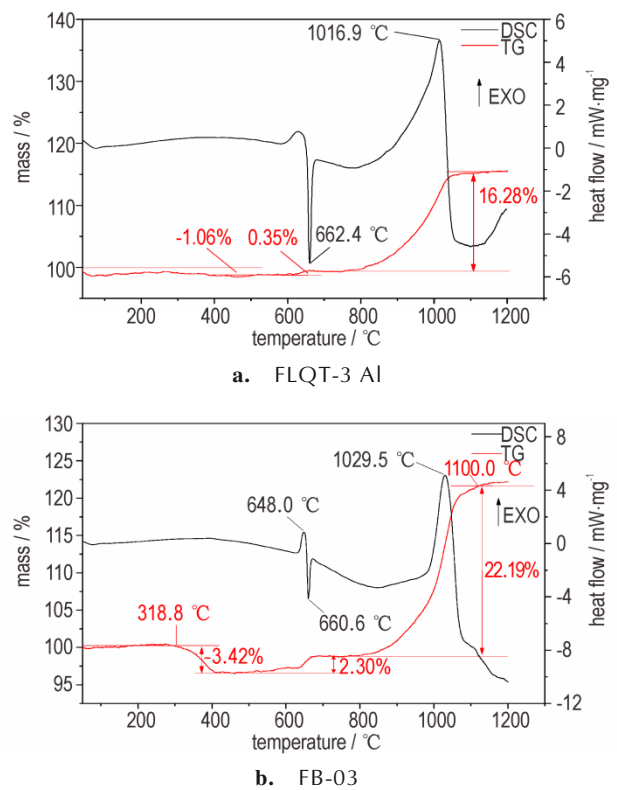 140
130
120
110
100
mass / %
1016.9 ℃
DSC
TG
EXO
16.28%
-1.06%
0.35%
662.4 ℃
6
4
2
0
-2
-4
-6
heat flow / mW·mg-1
200 400 600 800 1000 1200
temperature / ℃
a. FLQT-3 Al
130
125
120
115
110
105
100
95
mass / %
DSC
TG
1029.5 ℃
1100.0 ℃
648.0 ℃
EXO
22.19%
318.8 ℃
660.6 ℃
-3.42%
2.30%
8
4
0
-4
-8
-12
heat flow / mW·mg-1
200 400 600 800 1000 1200
temperature / ℃
b. FB-03